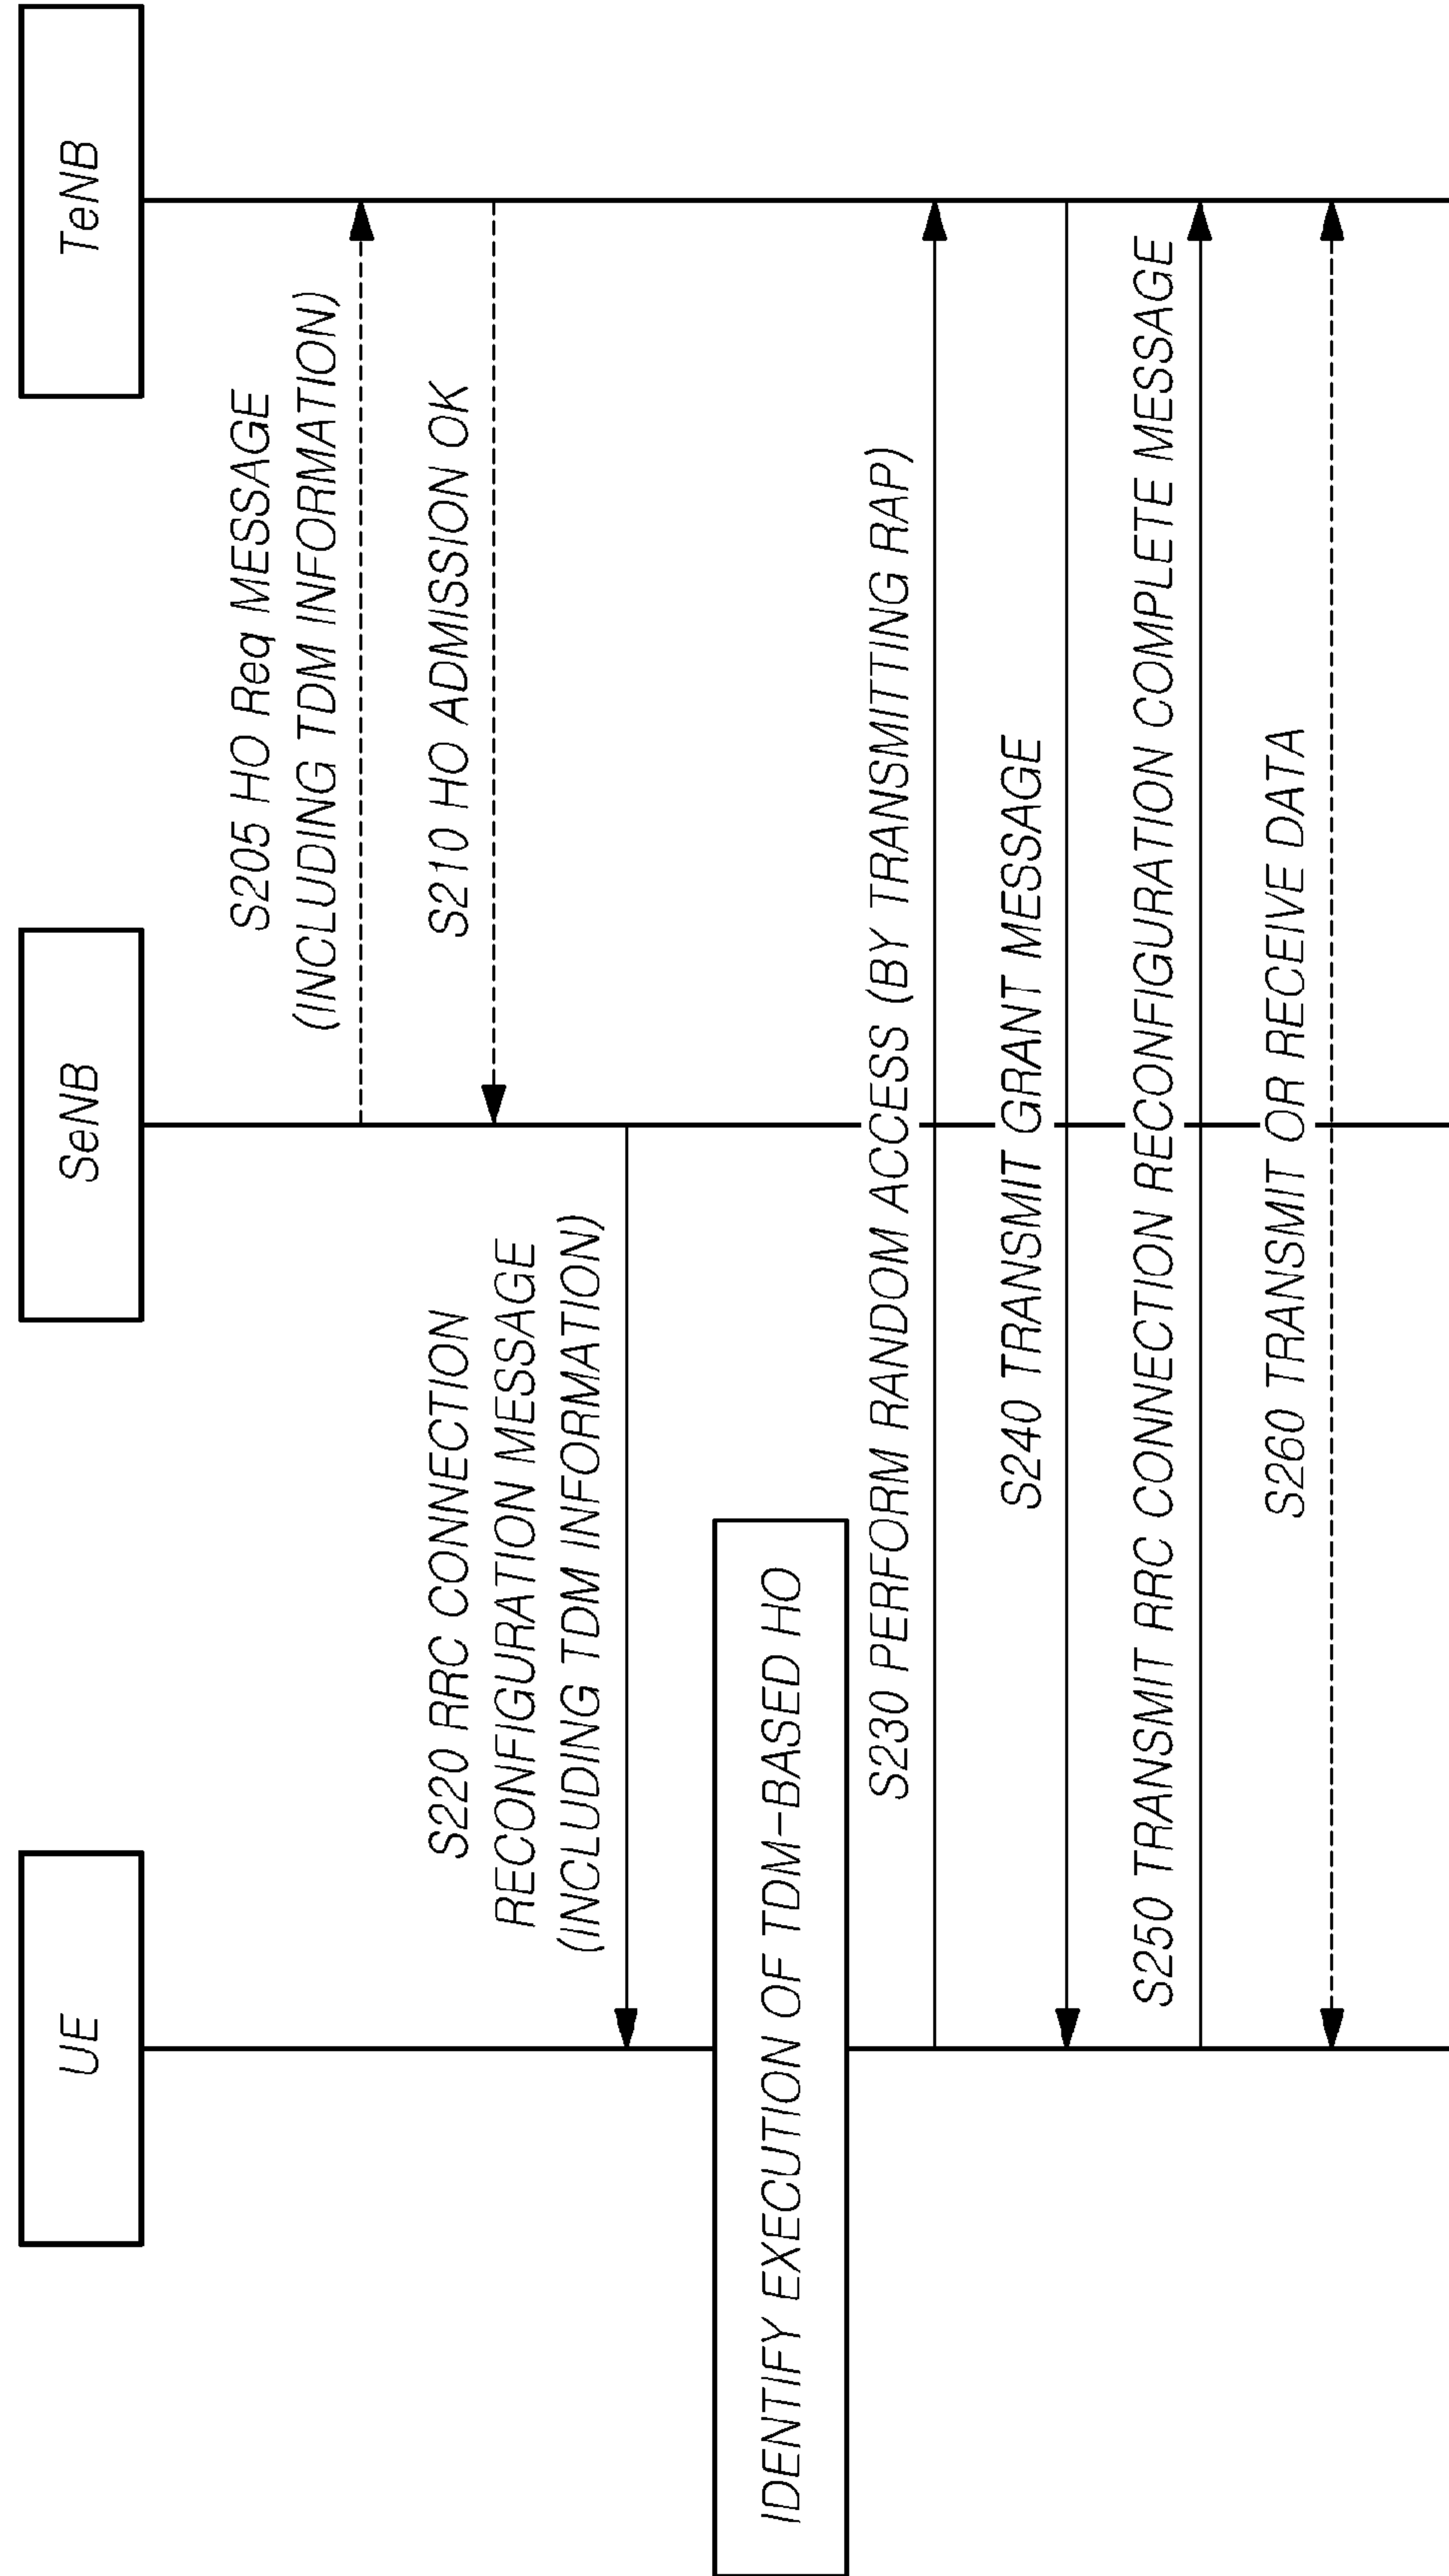 UE
SeNB
TeNB
S205 HO Req MESSAGE
(INCLUDING TDM INFORMATION)
S210 HO ADMISSION OK
S220 RRC CONNECTION
RECONFIGURATION MESSAGE
(INCLUDING TDM INFORMATION)
IDENTIFY EXECUTION OF TDM-BASED HO
S230 PERFORM RANDOM ACCESS (BY TRANSMITTING RAP)
S240 TRANSMIT GRANT MESSAGE
S250 TRANSMIT RRC CONNECTION RECONFIGURATION COMPLETE MESSAGE
S260 TRANSMIT OR RECEIVE DATA